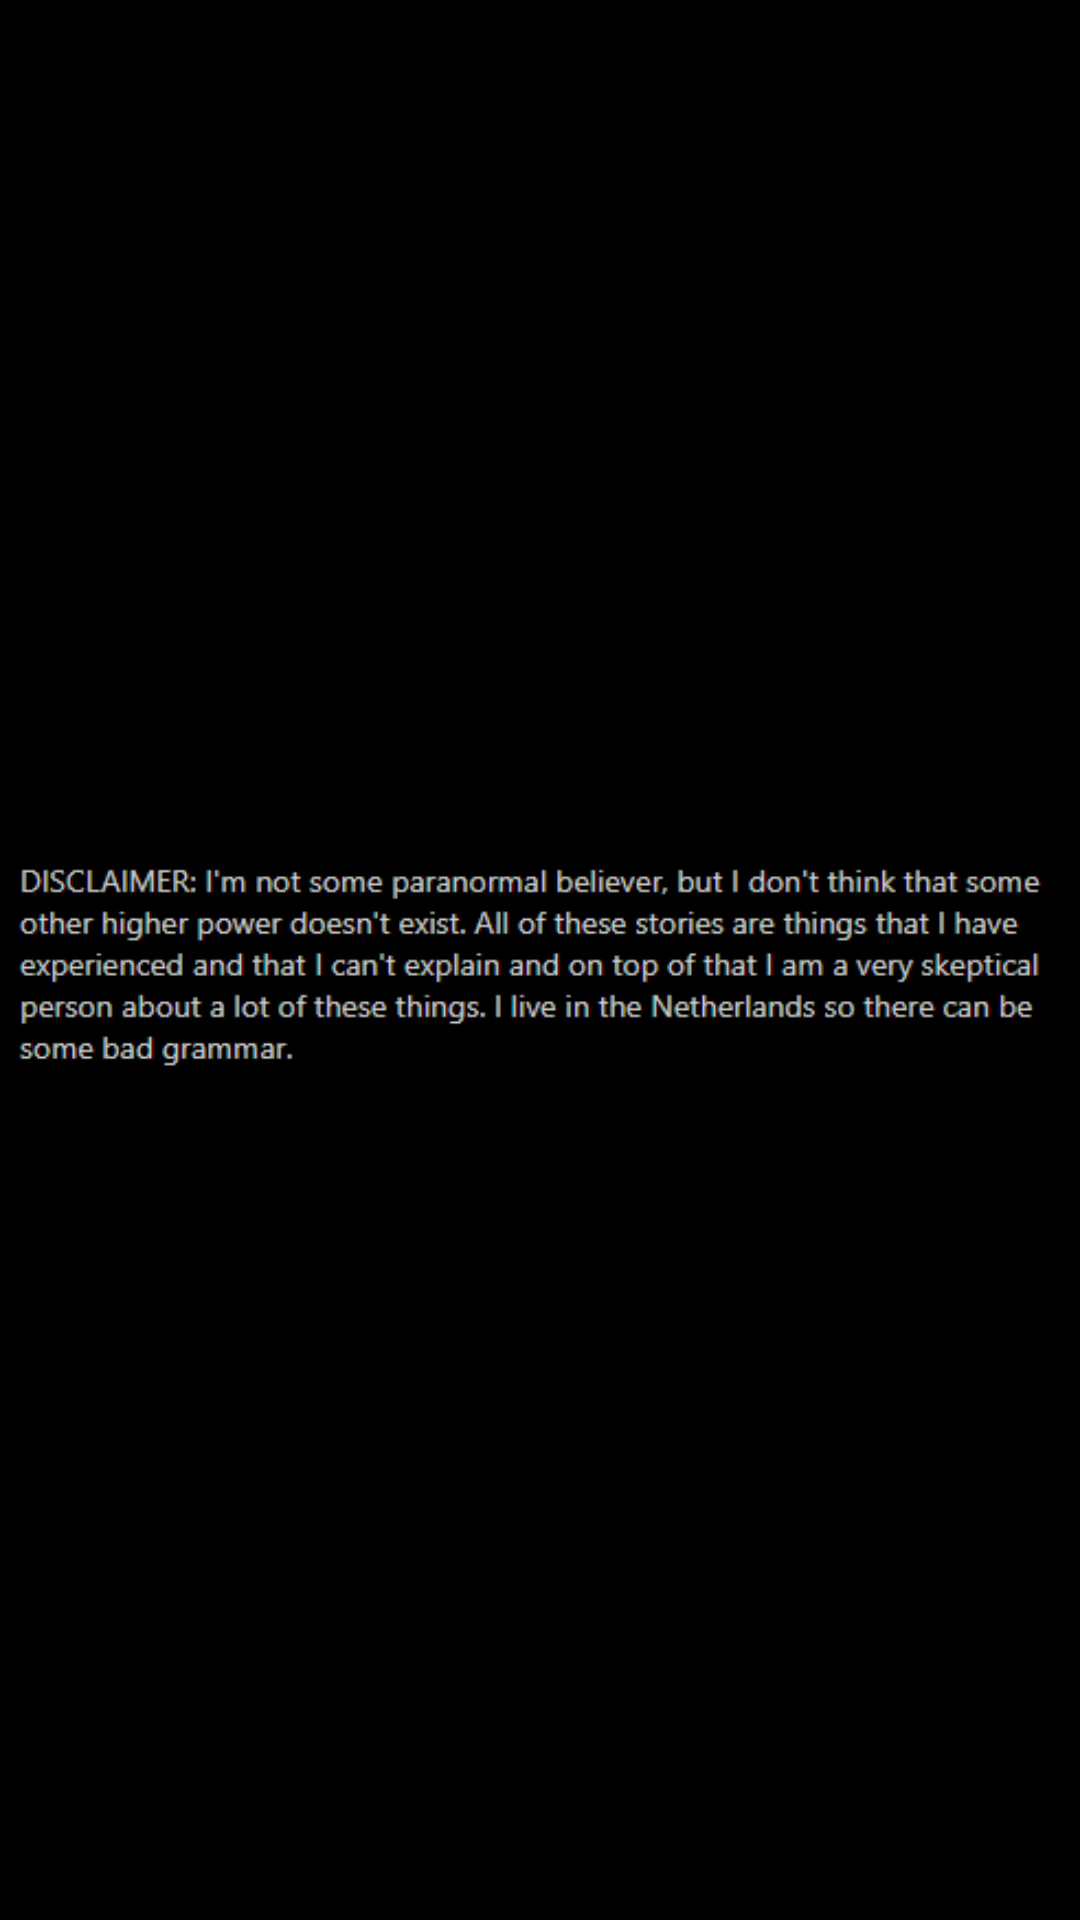 DISCLAIMER: I'm not some paranormal believer, but I don't think that some
other higher power doesn't exist. All of these stories are things that I have
experienced and that I can't explain and on top of that I am a very skeptical
person about a lot of these things. I live in the Netherlands so there can be
some bad grammar.